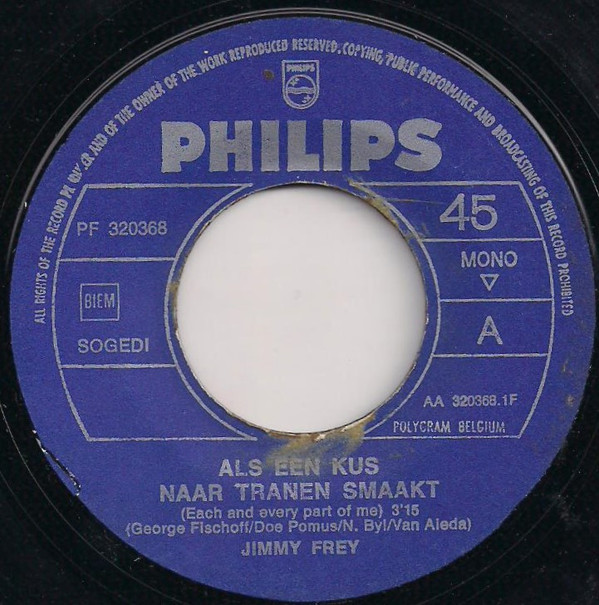 ALL RIGHTS OF THE RECORD PRODUCER AND OF THE OWNER OF THE WORK REPRODUCED RESERVED. COPYING, PUBLIC PERFORMANCE AND BROADCASTING OF THIS RECORD PROHIBITED
PHILIPS
PHILIPS
PF 320368
45
MONO
BIEM
A
SOGEDI
AA 320368.1F
POLYGRAM BELGIUM
ALS EEN KUS
NAAR TRANEN SMAAKT
(Each and every part of me) 3'15
(George Fischoff/Doe Pomus/N. Byl/Van Aleda)
JIMMY FREY